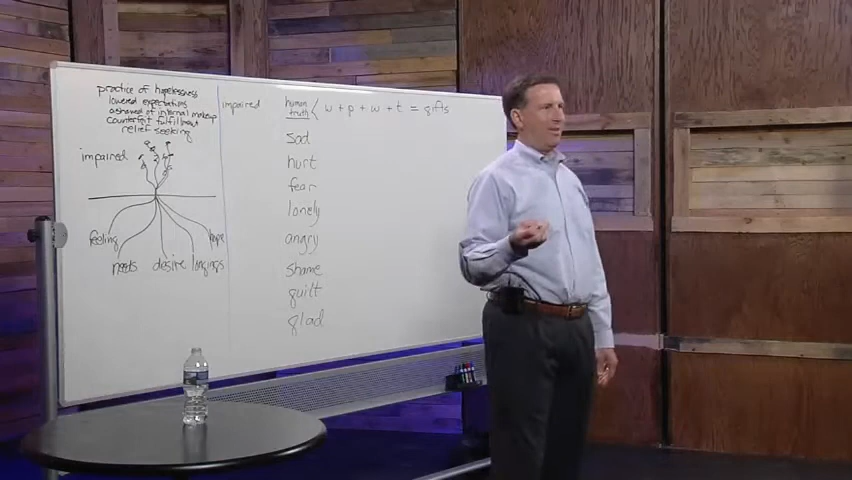 practice of hopelessness
lowered expectations
ashamed of internal makeup
counterfeit fulfillment
relief seeking
impaired
feeling
needs
desire
longings
hope
impaired
human
truth < w + p + w + t = gifts
sad
hurt
fear
lonely
angry
shame
guilt
glad